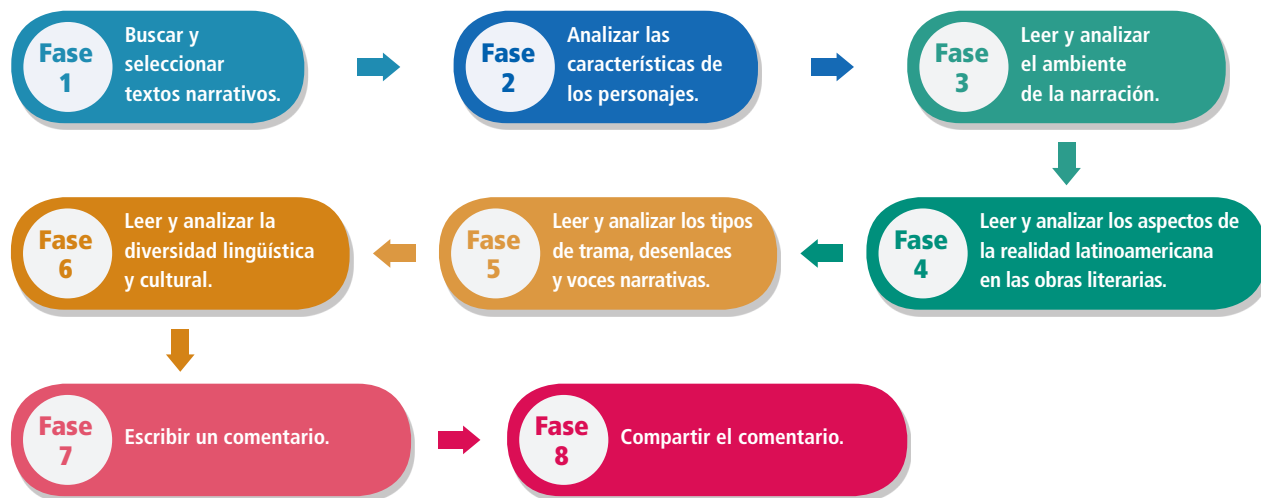 Fase
1
Buscar y
seleccionar
textos narrativos.
Fase
2
Analizar las
características de
los personajes.
Fase
3
Leer y analizar
el ambiente
de la narración.
Fase
4
Leer y analizar los aspectos de
la realidad latinoamericana
en las obras literarias.
Fase
5
Leer y analizar los tipos
de trama, desenlaces
y voces narrativas.
Fase
6
Leer y analizar la
diversidad lingüística
y cultural.
Fase
7
Escribir un comentario.
Fase
8
Compartir el comentario.